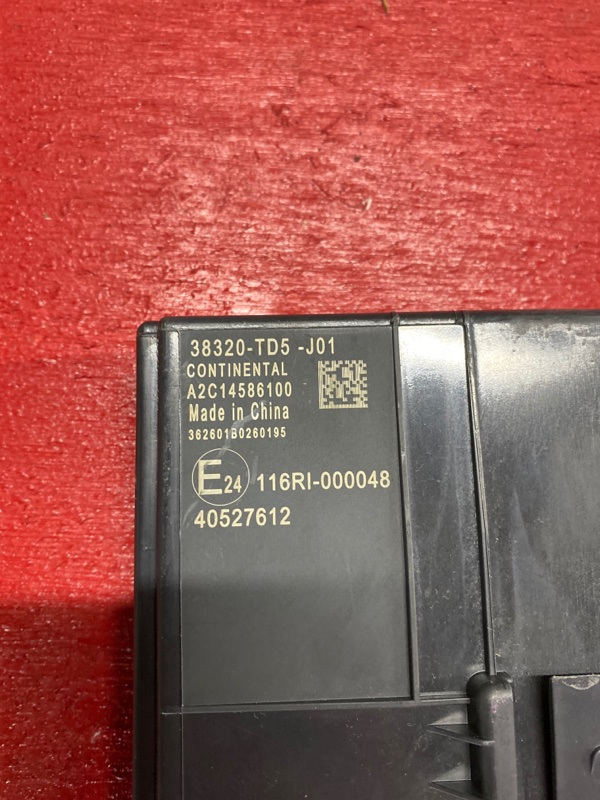 38320-TD5 -J01
CONTINENTAL
A2C14586100
Made in China
362601B0260195
E24 116RI-000048
40527612